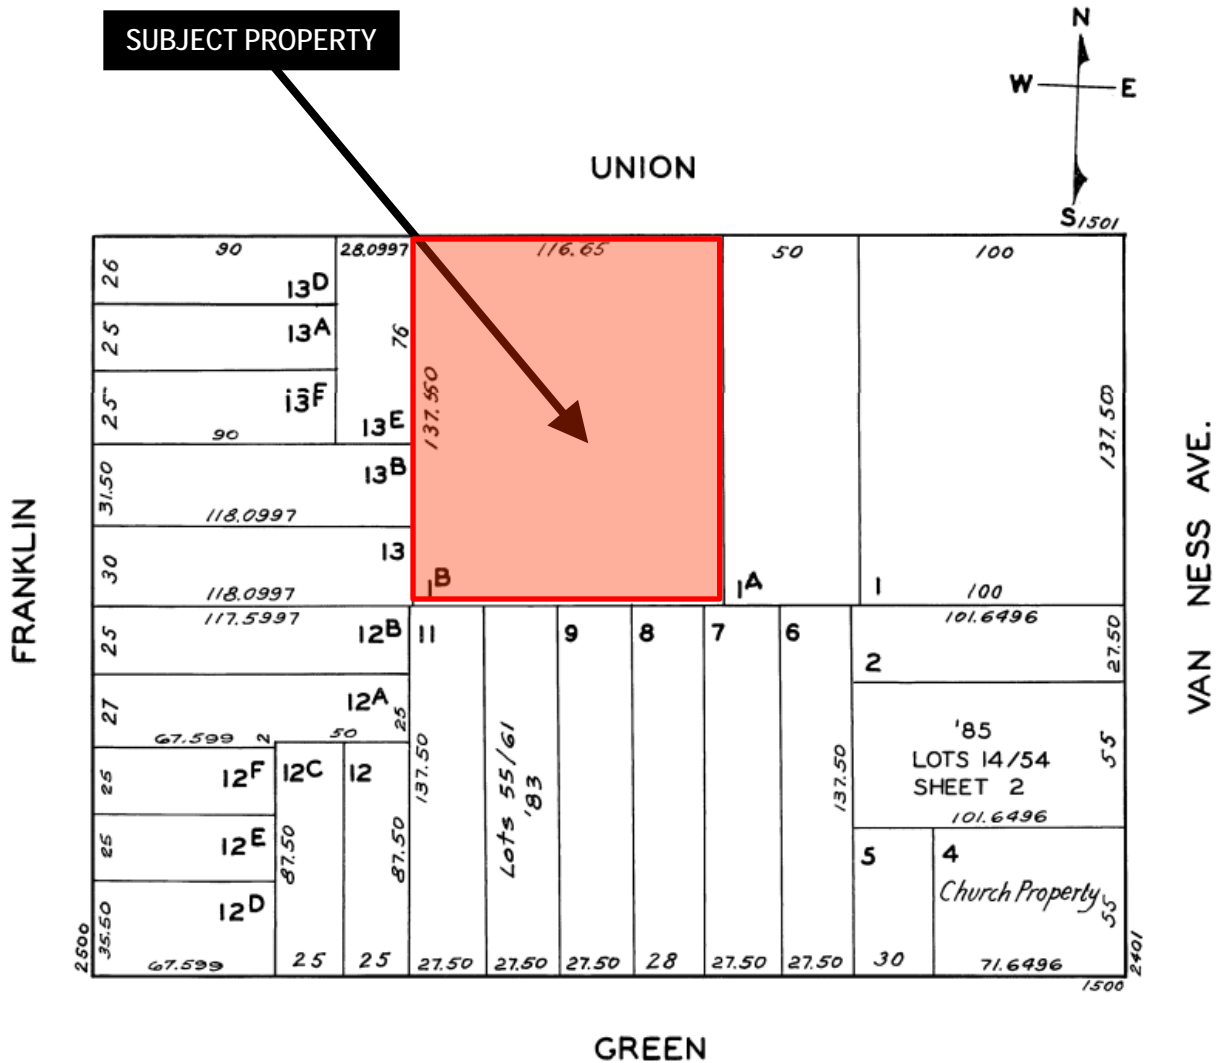 SUBJECT PROPERTY
N
W E
S
UNION
1501
90
28.0997
116.65
50
100
26
13D
25
13A
76
25
13F
90
13E
137.50
137.50
31.50
13B
118.0997
30
13
118.0997
1B
1A
1
100
FRANKLIN
VAN NESS AVE.
117.5997
25
12B
11
9
8
7
6
101.6496
27.50
2
27
12A
25
67.599
2
50
'85
LOTS 14/54
SHEET 2
55
101.6496
25
12F
12C
12
137.50
Lots 55/61
'83
137.50
25
12E
87.50
87.50
5
4
Church Property
55
12D
35.50
2500
67.599
25
25
27.50
27.50
27.50
28
27.50
27.50
30
71.6496
2401
1500
GREEN